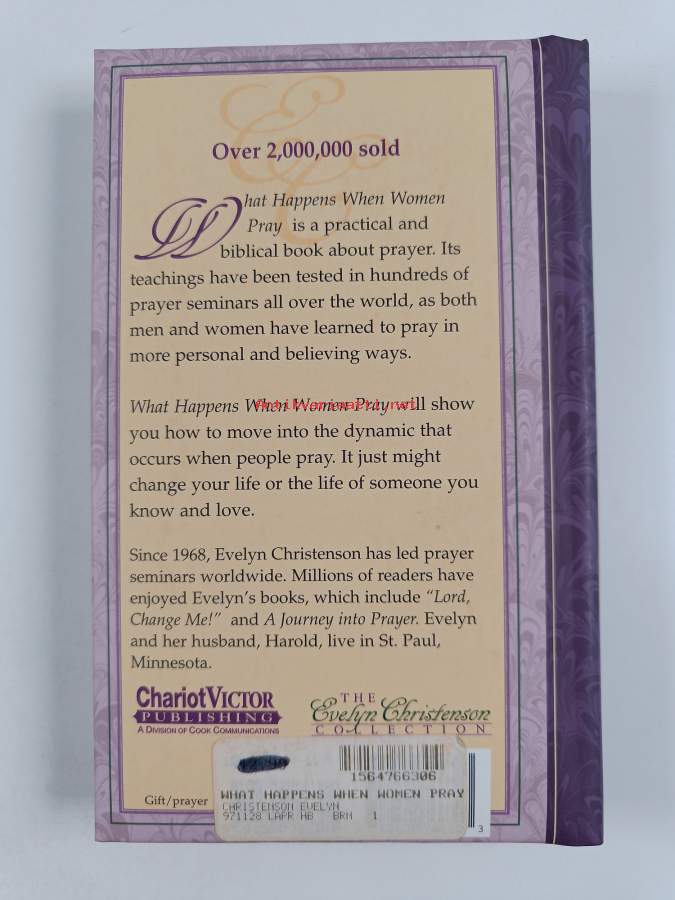 Over 2,000,000 sold
What Happens When Women
Pray is a practical and
biblical book about prayer. Its
teachings have been tested in hundreds of
prayer seminars all over the world, as both
men and women have learned to pray in
more personal and believing ways.
What Happens When Women Pray will show
you how to move into the dynamic that
occurs when people pray. It just might
change your life or the life of someone you
know and love.
Since 1968, Evelyn Christenson has led prayer
seminars worldwide. Millions of readers have
enjoyed Evelyn's books, which include "Lord,
Change Me!" and A Journey into Prayer. Evelyn
and her husband, Harold, live in St. Paul,
Minnesota.
ChariotVICTOR
PUBLISHING
A DIVISION OF COOK COMMUNICATIONS
THE
Evelyn Christenson
COLLECTION
1564766306
WHAT HAPPENS WHEN WOMEN PRAY
CHRISTENSON EVELYN
971128 LAPR HB BRM 1
Gift/prayer
3